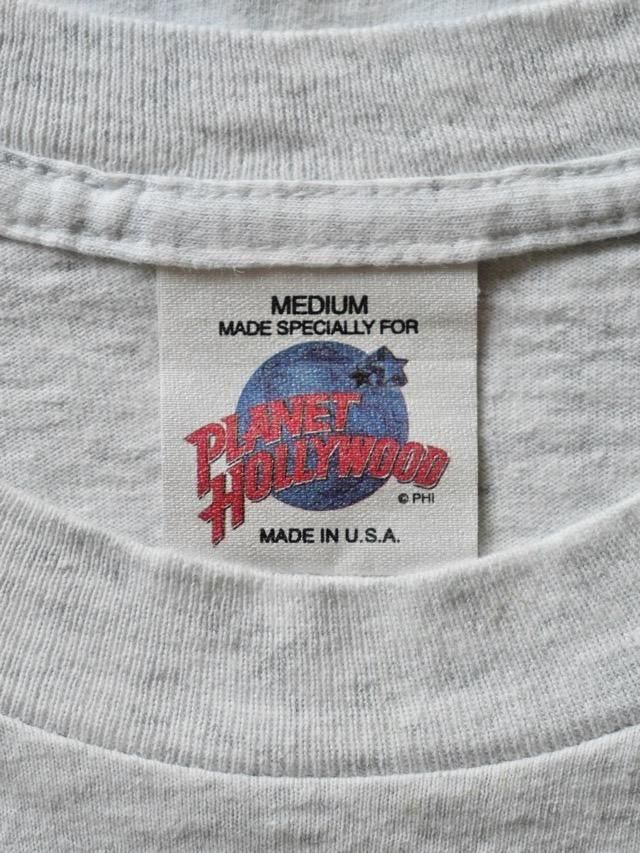 MEDIUM
MADE SPECIALLY FOR
PLANET
HOLLYWOOD
© PHI
MADE IN U.S.A.